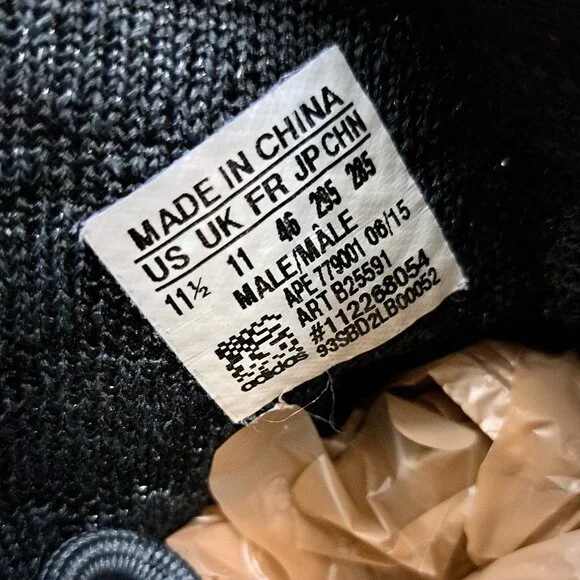 MADE IN CHINA
US UK FR JP CHN
11½ 11 46 295 285
MALE/MÂLE
APE 779001 06/15
ART B25591
#112268054
93SBD2LB00052
adidas